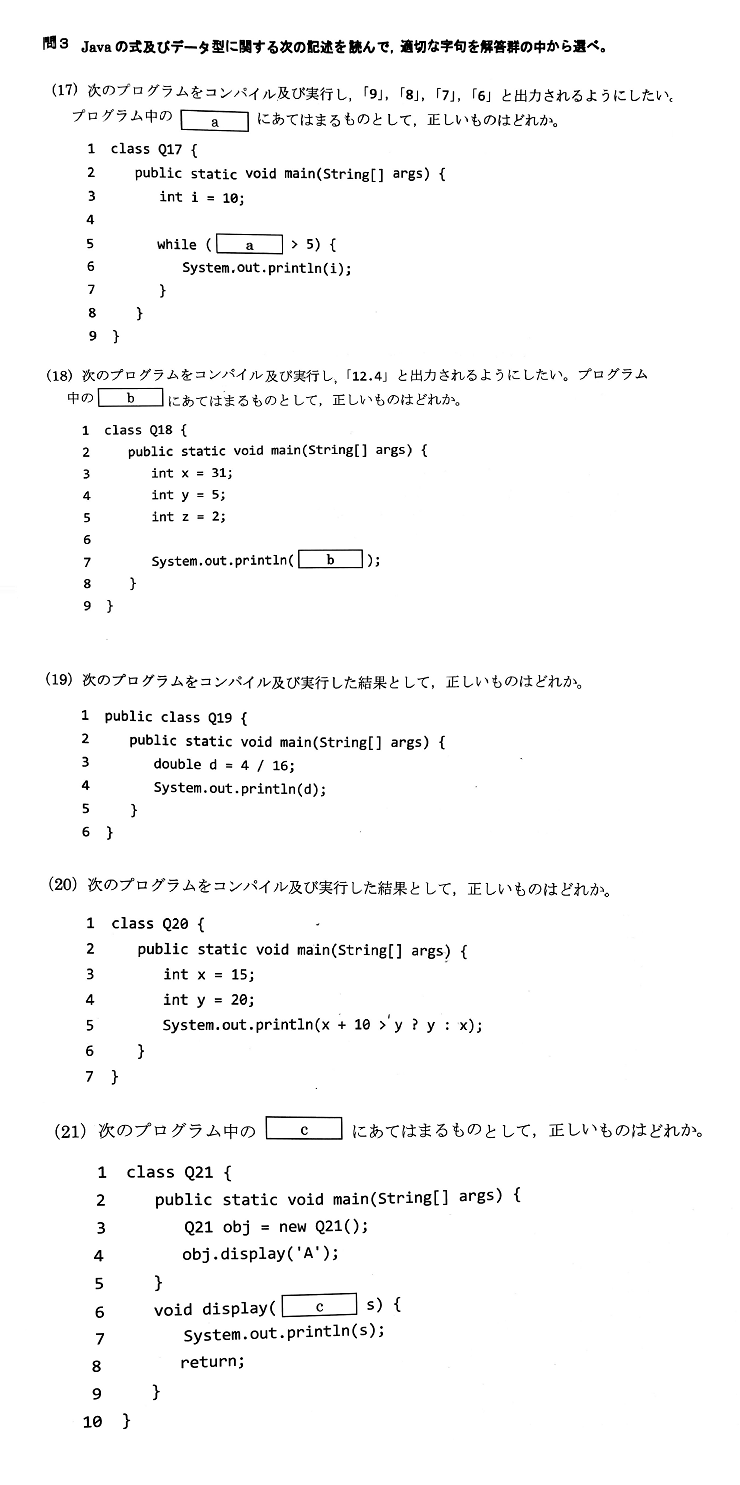 問3 Javaの式及びデータ型に関する次の記述を読んで，適切な字句を解答群の中から選べ。
(17) 次のプログラムをコンパイル及び実行し,「9」,「8」,「7」,「6」と出力されるようにしたい。
プログラム中の a にあてはまるものとして，正しいものはどれか。
1 class Q17 {
2 public static void main(String[] args) {
3 int i = 10;
4
5 while ( a > 5) {
6 System.out.println(i);
7 }
8 }
9 }
(18) 次のプログラムをコンパイル及び実行し,「12.4」と出力されるようにしたい。プログラム
中の b にあてはまるものとして，正しいものはどれか。
1 class Q18 {
2 public static void main(String[] args) {
3 int x = 31;
4 int y = 5;
5 int z = 2;
6
7 System.out.println( b );
8 }
9 }
(19) 次のプログラムをコンパイル及び実行した結果として，正しいものはどれか。
1 public class Q19 {
2 public static void main(String[] args) {
3 double d = 4 / 16;
4 System.out.println(d);
5 }
6 }
(20) 次のプログラムをコンパイル及び実行した結果として，正しいものはどれか。
1 class Q20 {
2 public static void main(String[] args) {
3 int x = 15;
4 int y = 20;
5 System.out.println(x + 10 > y ? y : x);
6 }
7 }
(21) 次のプログラム中の c にあてはまるものとして，正しいものはどれか。
1 class Q21 {
2 public static void main(String[] args) {
3 Q21 obj = new Q21();
4 obj.display('A');
5 }
6 void display( c s) {
7 System.out.println(s);
8 return;
9 }
10 }